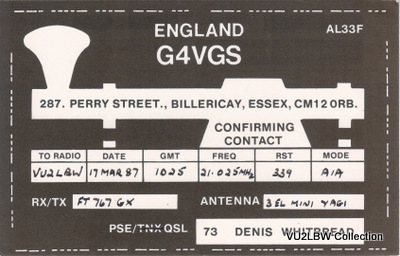 ENGLAND
AL33F
G4VGS
287. PERRY STREET., BILLERICAY, ESSEX, CM12 0RB.
CONFIRMING
CONTACT
TO RADIO DATE GMT FREQ RST MODE
VU2LBW 17 MAR 87 1025 21.025MHz 339 A1A
RX/TX FT 767 GX ANTENNA 3 EL MINI YAGI
PSE/TNX QSL 73 DENIS WHITBREAD
VU2LBW Collection